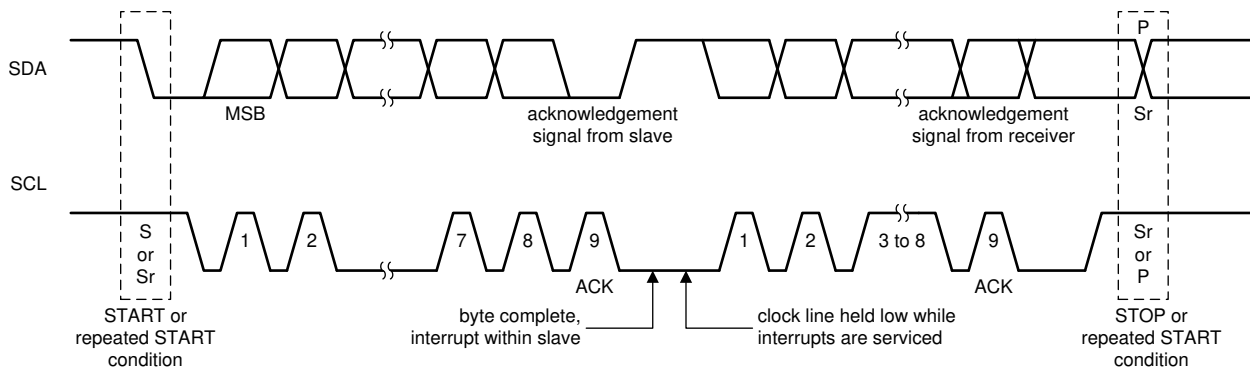 P
SDA
MSB
acknowledgement
signal from slave
acknowledgement
signal from receiver
Sr
SCL
S
or
Sr
1
2
7
8
9
1
2
3 to 8
9
Sr
or
P
ACK
ACK
START or
repeated START
condition
byte complete,
interrupt within slave
clock line held low while
interrupts are serviced
STOP or
repeated START
condition